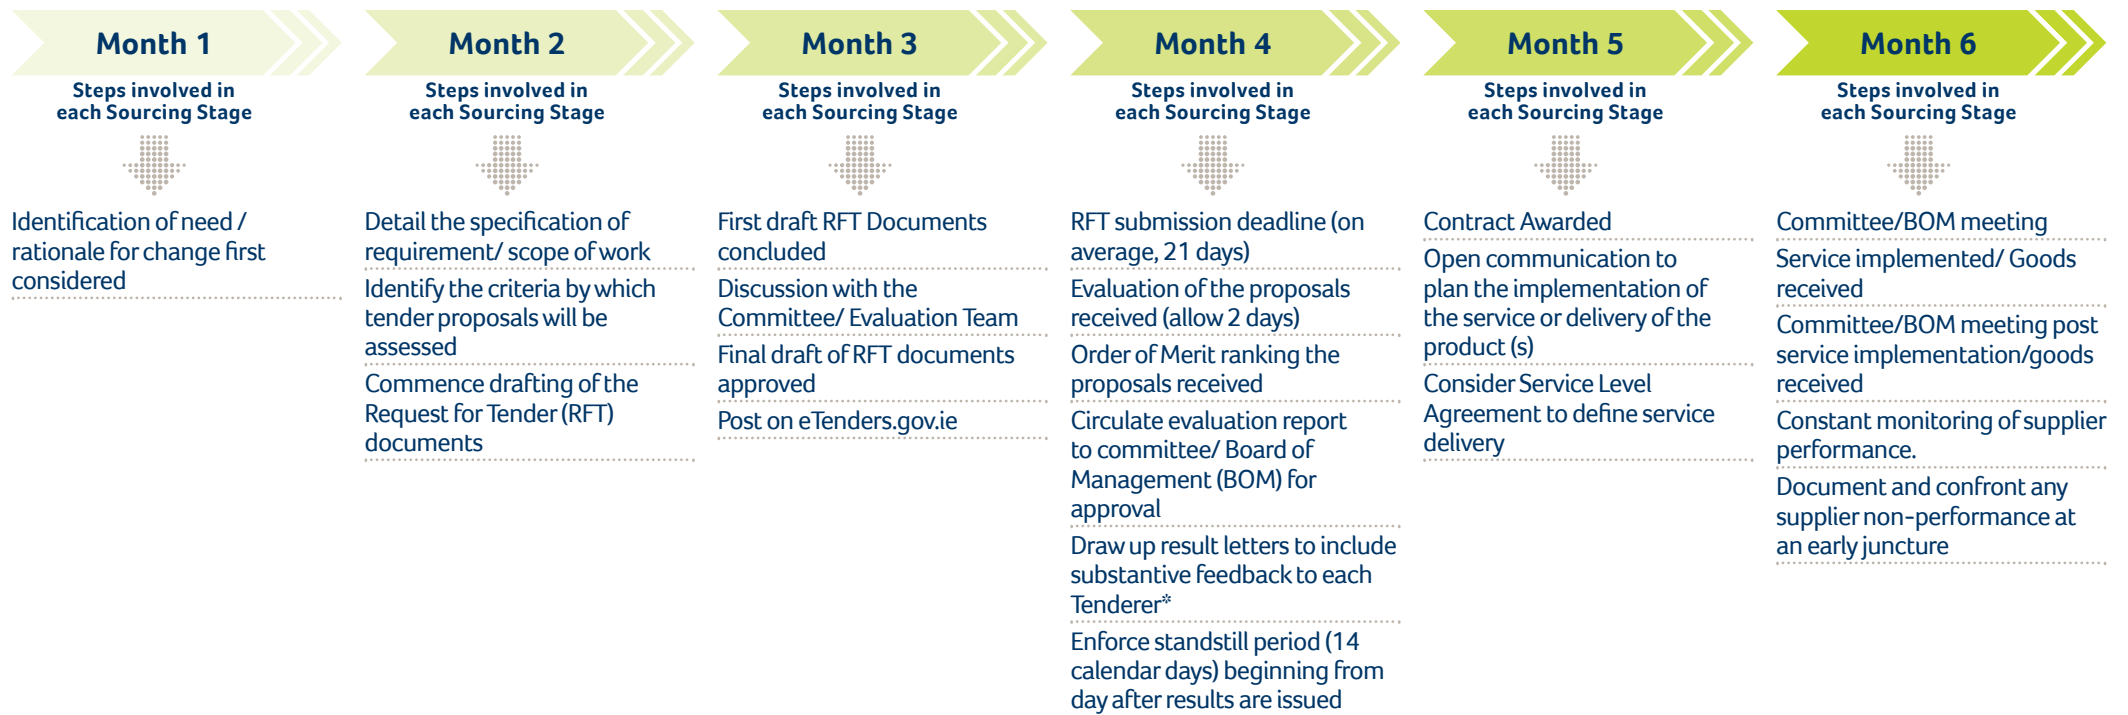 Month 1
Steps involved in
each Sourcing Stage
Identification of need /
rationale for change first
considered
Month 2
Steps involved in
each Sourcing Stage
Detail the specification of
requirement/ scope of work
Identify the criteria by which
tender proposals will be
assessed
Commence drafting of the
Request for Tender (RFT)
documents
Month 3
Steps involved in
each Sourcing Stage
First draft RFT Documents
concluded
Discussion with the
Committee/ Evaluation Team
Final draft of RFT documents
approved
Post on eTenders.gov.ie
Month 4
Steps involved in
each Sourcing Stage
RFT submission deadline (on
average, 21 days)
Evaluation of the proposals
received (allow 2 days)
Order of Merit ranking the
proposals received
Circulate evaluation report
to committee/ Board of
Management (BOM) for
approval
Draw up result letters to include
substantive feedback to each
Tenderer*
Enforce standstill period (14
calendar days) beginning from
day after results are issued
Month 5
Steps involved in
each Sourcing Stage
Contract Awarded
Open communication to
plan the implementation of
the service or delivery of the
product (s)
Consider Service Level
Agreement to define service
delivery
Month 6
Steps involved in
each Sourcing Stage
Committee/BOM meeting
Service implemented/ Goods
received
Committee/BOM meeting post
service implementation/goods
received
Constant monitoring of supplier
performance.
Document and confront any
supplier non-performance at
an early juncture